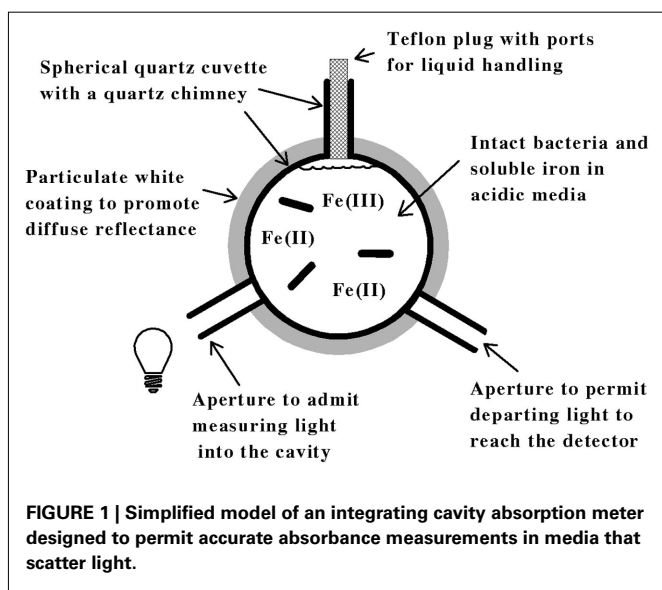 Teflon plug with ports
for liquid handling
Spherical quartz cuvette
with a quartz chimney
Intact bacteria and
soluble iron in
acidic media
Particulate white
coating to promote
diffuse reflectance
Fe(III)
Fe(II)
Fe(II)
Aperture to admit
measuring light
into the cavity
Aperture to permit
departing light to
reach the detector
FIGURE 1 | Simplified model of an integrating cavity absorption meter
designed to permit accurate absorbance measurements in media that
scatter light.